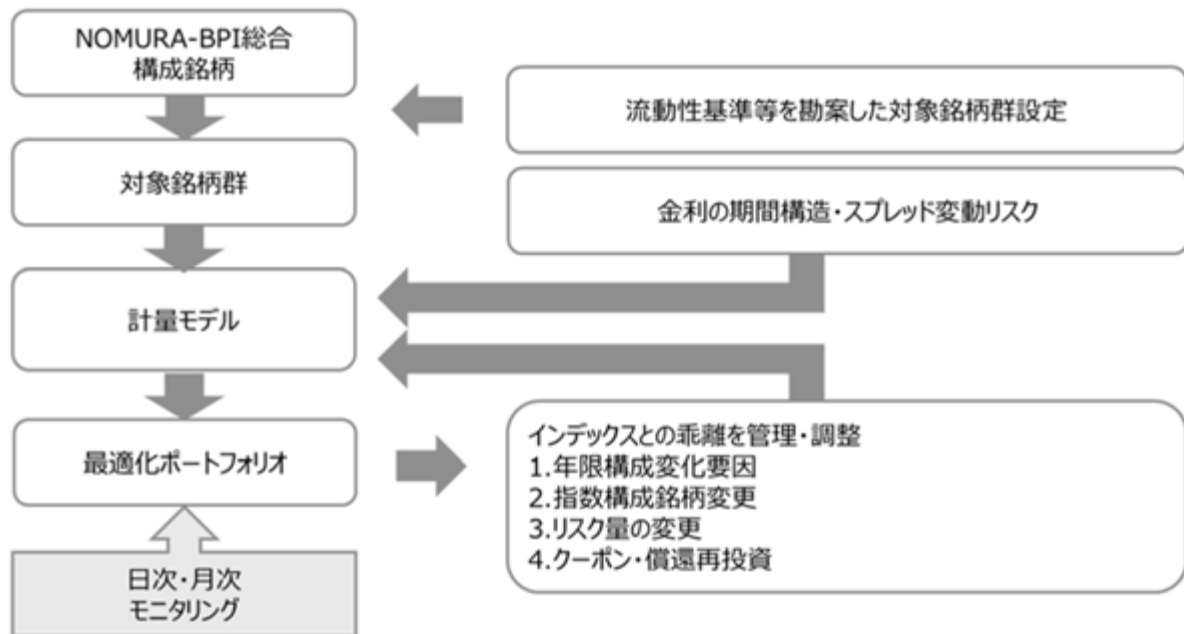 NOMURA-BPI総合
構成銘柄
流動性基準等を勘案した対象銘柄群設定
対象銘柄群
金利の期間構造・スプレッド変動リスク
計量モデル
最適化ポートフォリオ
インデックスとの乖離を管理・調整
1.年限構成変化要因
2.指数構成銘柄変更
3.リスク量の変更
4.クーポン・償還再投資
日次・月次
モニタリング